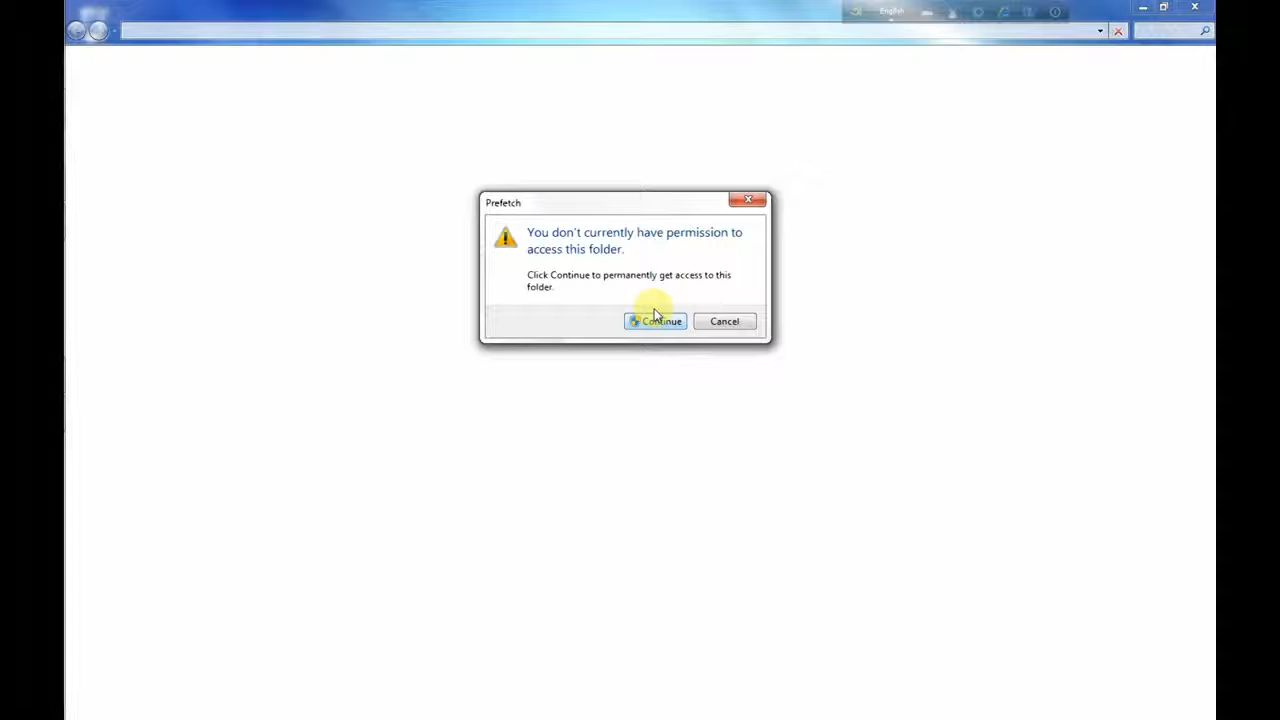 English
Prefetch
You don't currently have permission to
access this folder.
Click Continue to permanently get access to this
folder.
Continue
Cancel